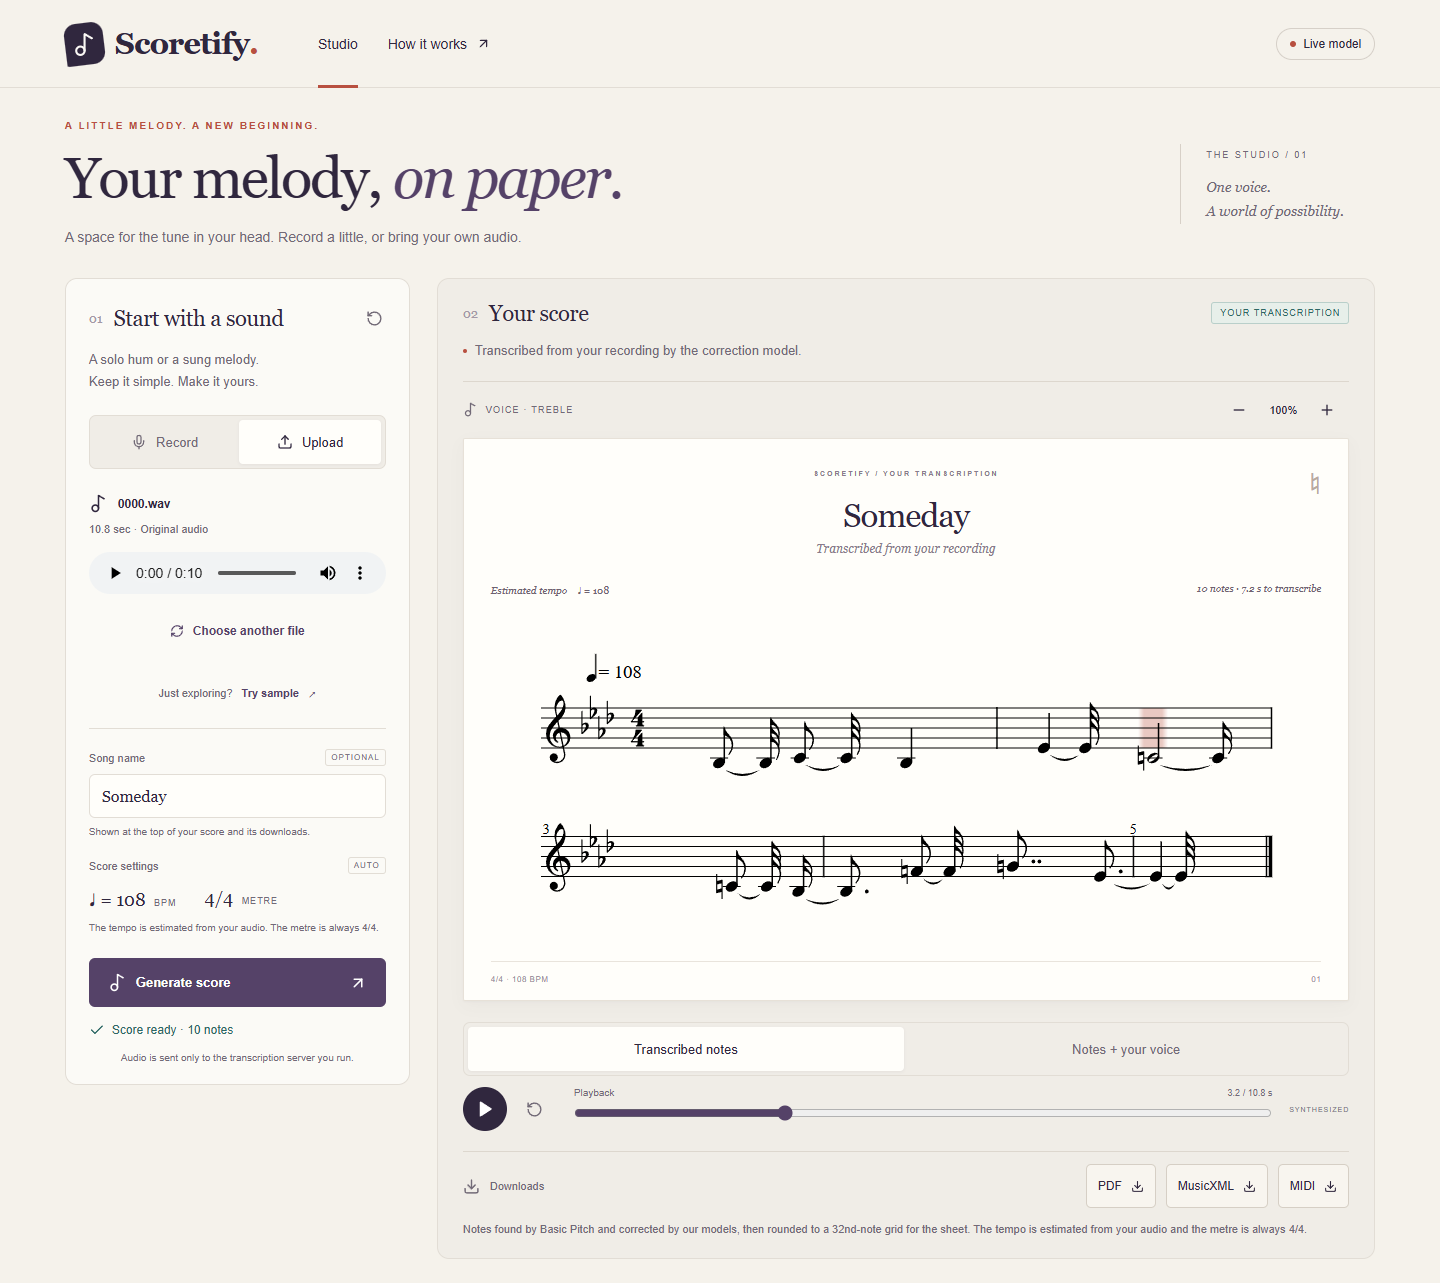 Scoretify.
Studio
How it works
Live model
A LITTLE MELODY. A NEW BEGINNING.
Your melody, on paper.
A space for the tune in your head. Record a little, or bring your own audio.
THE STUDIO / 01
One voice.
A world of possibility.
01 Start with a sound
A solo hum or a sung melody.
Keep it simple. Make it yours.
Record
Upload
0000.wav
10.8 sec · Original audio
0:00 / 0:10
Choose another file
Just exploring? Try sample
Song name
OPTIONAL
Someday
Shown at the top of your score and its downloads.
Score settings
AUTO
♩ = 108 BPM
4/4 METRE
The tempo is estimated from your audio. The metre is always 4/4.
Generate score
Score ready · 10 notes
Audio is sent only to the transcription server you run.
02 Your score
YOUR TRANSCRIPTION
Transcribed from your recording by the correction model.
VOICE · TREBLE
100%
SCORETIFY / YOUR TRANSCRIPTION
Someday
Transcribed from your recording
Estimated tempo ♩ = 108
10 notes · 7.2 s to transcribe
= 108
4
4
3
5
4/4 · 108 BPM
01
Transcribed notes
Notes + your voice
Playback
3.2 / 10.8 s
SYNTHESIZED
Downloads
PDF
MusicXML
MIDI
Notes found by Basic Pitch and corrected by our models, then rounded to a 32nd-note grid for the sheet. The tempo is estimated from your audio and the metre is always 4/4.